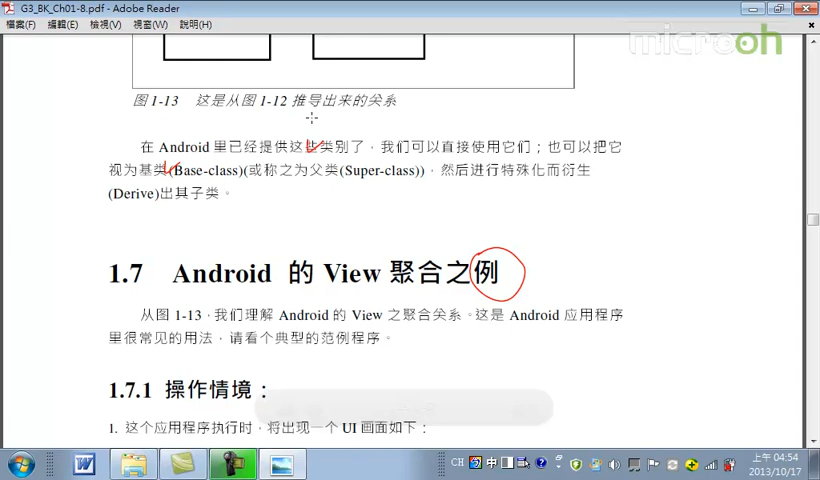 G3_BK_Ch01-8.pdf - Adobe Reader
檔案(F) 編輯(E) 檢視(V) 視窗(W) 說明(H)
microoh
图 1-13 这是从图 1-12 推导出来的关系
在 Android 里已经提供这些类别了，我们可以直接使用它们；也可以把它
视为基类(Base-class)(或称之为父类(Super-class))，然后进行特殊化而衍生
(Derive)出其子类。
1.7 Android 的 View 聚合之例
从图 1-13，我们理解 Android 的 View 之聚合关系。这是 Android 应用程序
里很常见的用法，请看个典型的范例程序。
1.7.1 操作情境：
1. 这个应用程序执行时，将出现一个 UI 画面如下：
CH 中
上午 04:54
2013/10/17